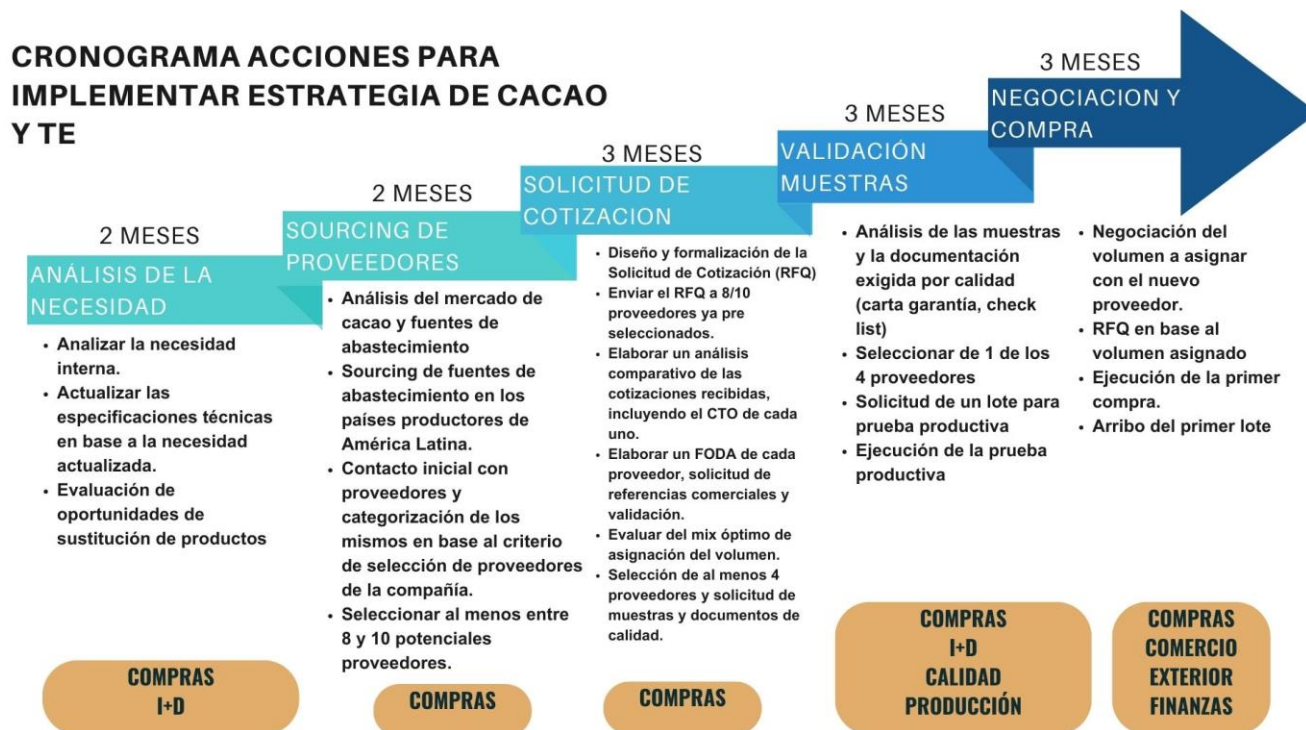 CRONOGRAMA ACCIONES PARA
IMPLEMENTAR ESTRATEGIA DE CACAO
Y TE
2 MESES
ANÁLISIS DE LA
NECESIDAD
• Analizar la necesidad
interna.
• Actualizar las
especificaciones técnicas
en base a la necesidad
actualizada.
• Evaluación de
oportunidades de
sustitución de productos
COMPRAS
I+D
2 MESES
SOURCING DE
PROVEEDORES
• Análisis del mercado de
cacao y fuentes de
abastecimiento
• Sourcing de fuentes de
abastecimiento en los
países productores de
América Latina.
• Contacto inicial con
proveedores y
categorización de los
mismos en base al criterio
de selección de proveedores
de la compañía.
• Seleccionar al menos entre
8 y 10 potenciales
proveedores.
COMPRAS
3 MESES
SOLICITUD DE
COTIZACION
• Diseño y formalización de la
Solicitud de Cotización (RFQ)
• Enviar el RFQ a 8/10
proveedores ya pre
seleccionados.
• Elaborar un análisis
comparativo de las
cotizaciones recibidas,
incluyendo el CTO de cada
uno.
• Elaborar un FODA de cada
proveedor, solicitud de
referencias comerciales y
validación.
• Evaluar del mix óptimo de
asignación del volumen.
• Selección de al menos 4
proveedores y solicitud de
muestras y documentos de
calidad.
COMPRAS
3 MESES
VALIDACIÓN
MUESTRAS
• Análisis de las muestras
y la documentación
exigida por calidad
(carta garantía, check
list)
• Seleccionar de 1 de los
4 proveedores
• Solicitud de un lote para
prueba productiva
• Ejecución de la prueba
productiva
COMPRAS
I+D
CALIDAD
PRODUCCIÓN
3 MESES
NEGOCIACION Y
COMPRA
• Negociación del
volumen a asignar
con el nuevo
proveedor.
• RFQ en base al
volumen asignado
• Ejecución de la primer
compra.
• Arribo del primer lote
COMPRAS
COMERCIO
EXTERIOR
FINANZAS